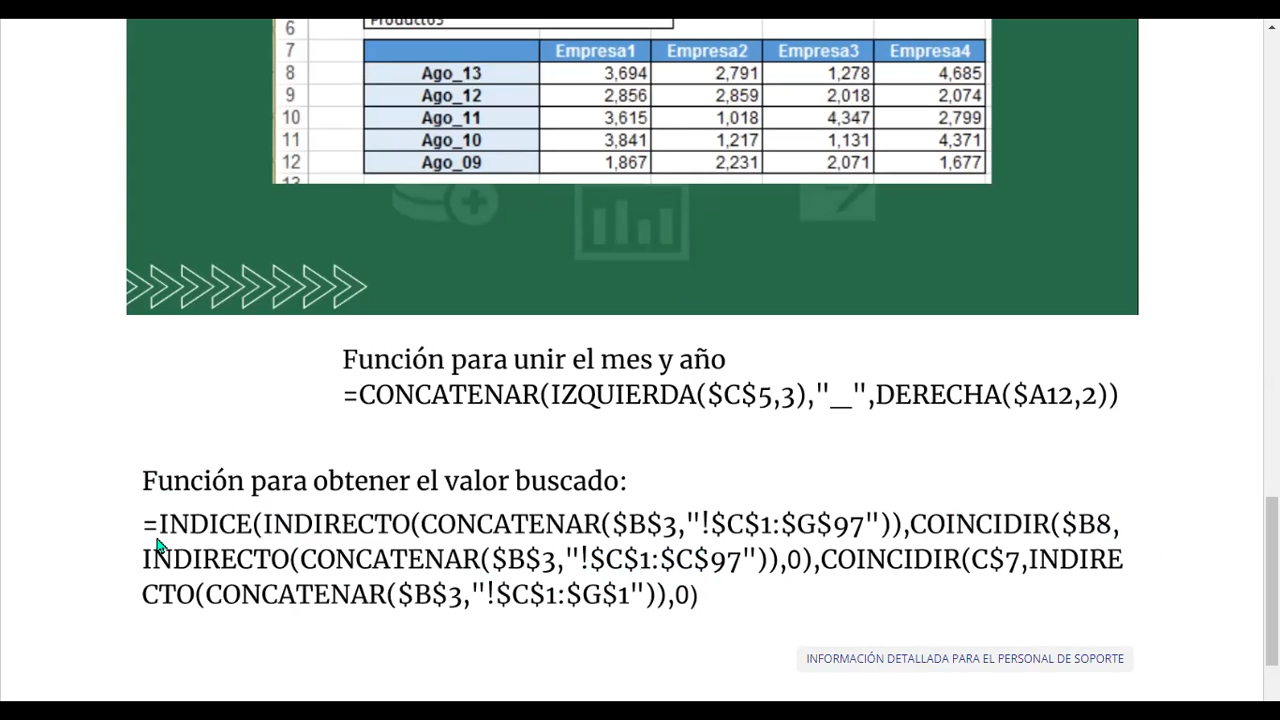 6
Producto3
7 Empresa1 Empresa2 Empresa3 Empresa4
8 Ago_13 3,694 2,791 1,278 4,685
9 Ago_12 2,856 2,859 2,018 2,074
10 Ago_11 3,615 1,018 4,347 2,799
11 Ago_10 3,841 1,217 1,131 4,371
12 Ago_09 1,867 2,231 2,071 1,677
13
Función para unir el mes y año
=CONCATENAR(IZQUIERDA($C$5,3),"_",DERECHA($A12,2))
Función para obtener el valor buscado:
=INDICE(INDIRECTO(CONCATENAR($B$3,"!$C$1:$G$97")),COINCIDIR($B8,
INDIRECTO(CONCATENAR($B$3,"!$C$1:$C$97")),0),COINCIDIR(C$7,INDIRE
CTO(CONCATENAR($B$3,"!$C$1:$G$1")),0)
INFORMACIÓN DETALLADA PARA EL PERSONAL DE SOPORTE